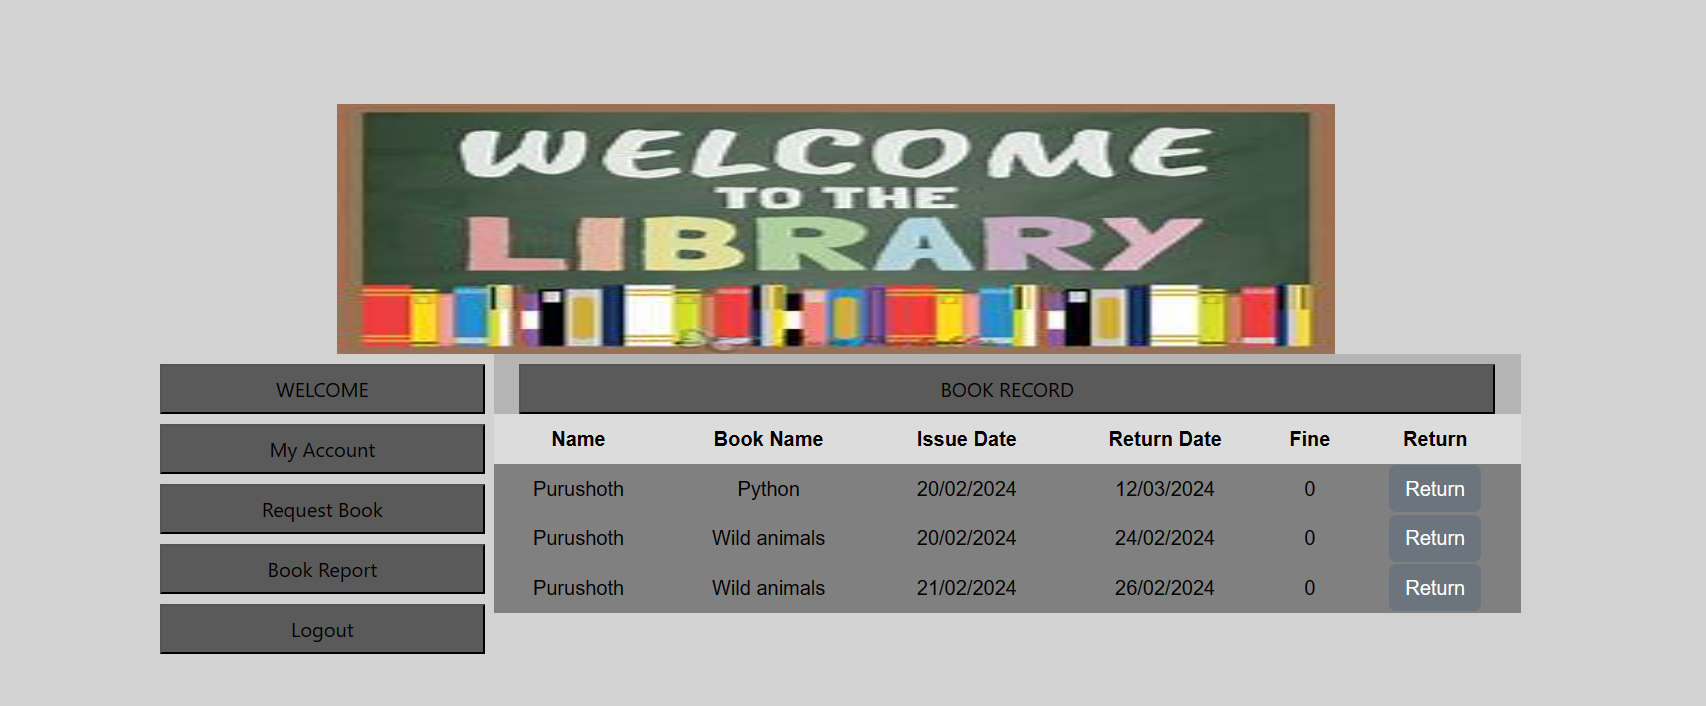 WELCOME
TO THE
LIBRARY
WELCOME
My Account
Request Book
Book Report
Logout
BOOK RECORD
Name Book Name Issue Date Return Date Fine Return
Purushoth Python 20/02/2024 12/03/2024 0 Return
Purushoth Wild animals 20/02/2024 24/02/2024 0 Return
Purushoth Wild animals 21/02/2024 26/02/2024 0 Return